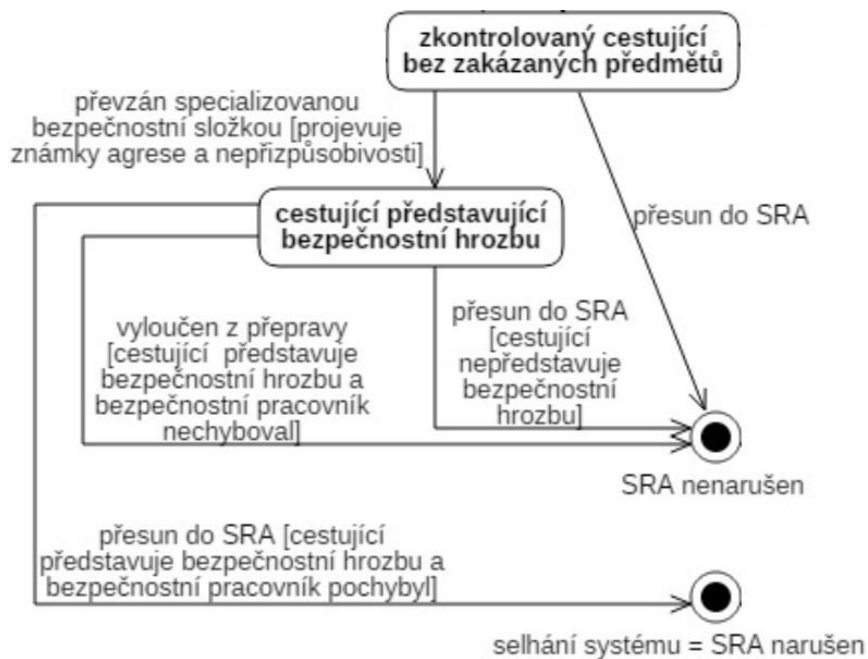 zkontrolovaný cestující
bez zakázaných předmětů
převzán specializovanou
bezpečnostní složkou [projevuje
známky agrese a nepřizpůsobivosti]
přesun do SRA
cestující představující
bezpečnostní hrozbu
vyloučen z přepravy
[cestující představuje
bezpečnostní hrozbu a
bezpečnostní pracovník
nechyboval]
přesun do SRA
[cestující
nepředstavuje
bezpečnostní
hrozbu]
SRA nenarušen
přesun do SRA [cestující
představuje bezpečnostní hrozbu a
bezpečnostní pracovník pochybyl]
selhání systému = SRA narušen